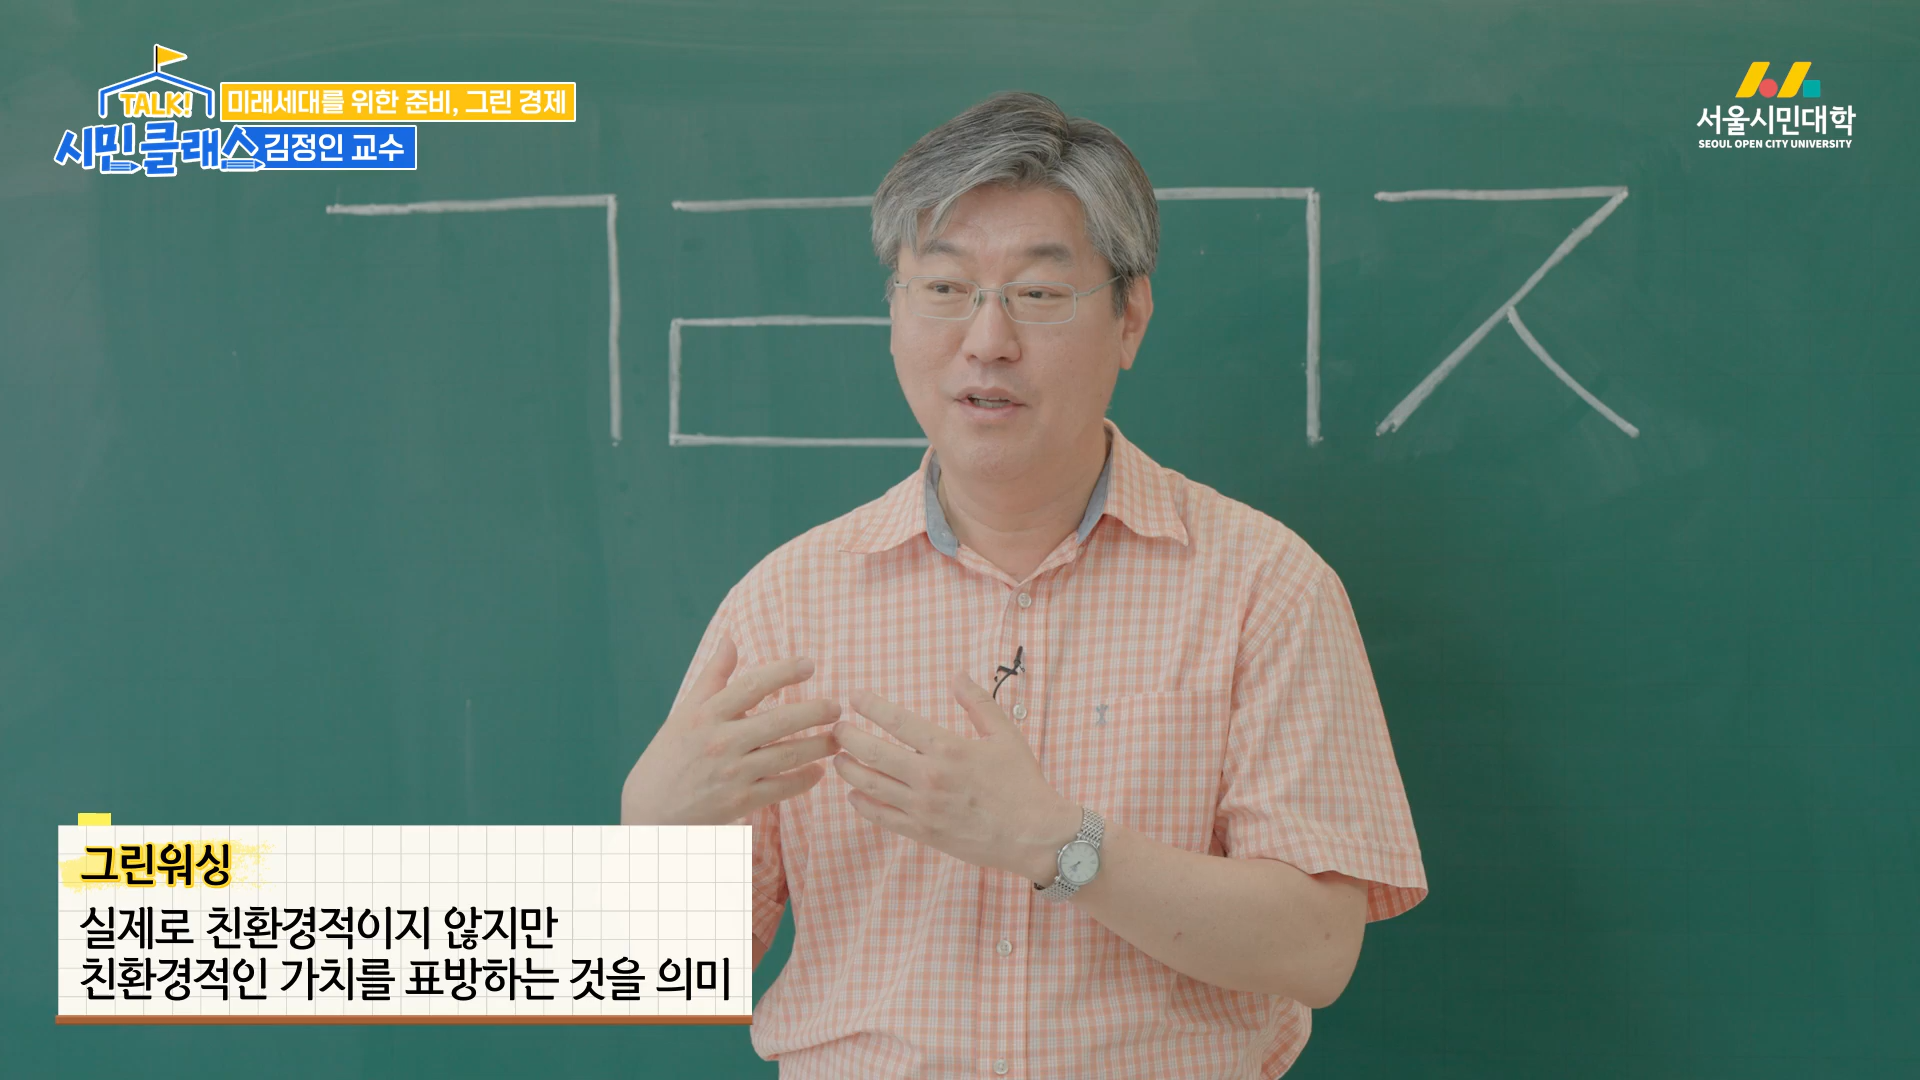 TALK!
시민클래스
미래세대를 위한 준비, 그린 경제
김정인 교수
서울시민대학
SEOUL OPEN CITY UNIVERSITY
ㄱㄹㄱㅈ
그린워싱
실제로 친환경적이지 않지만
친환경적인 가치를 표방하는 것을 의미